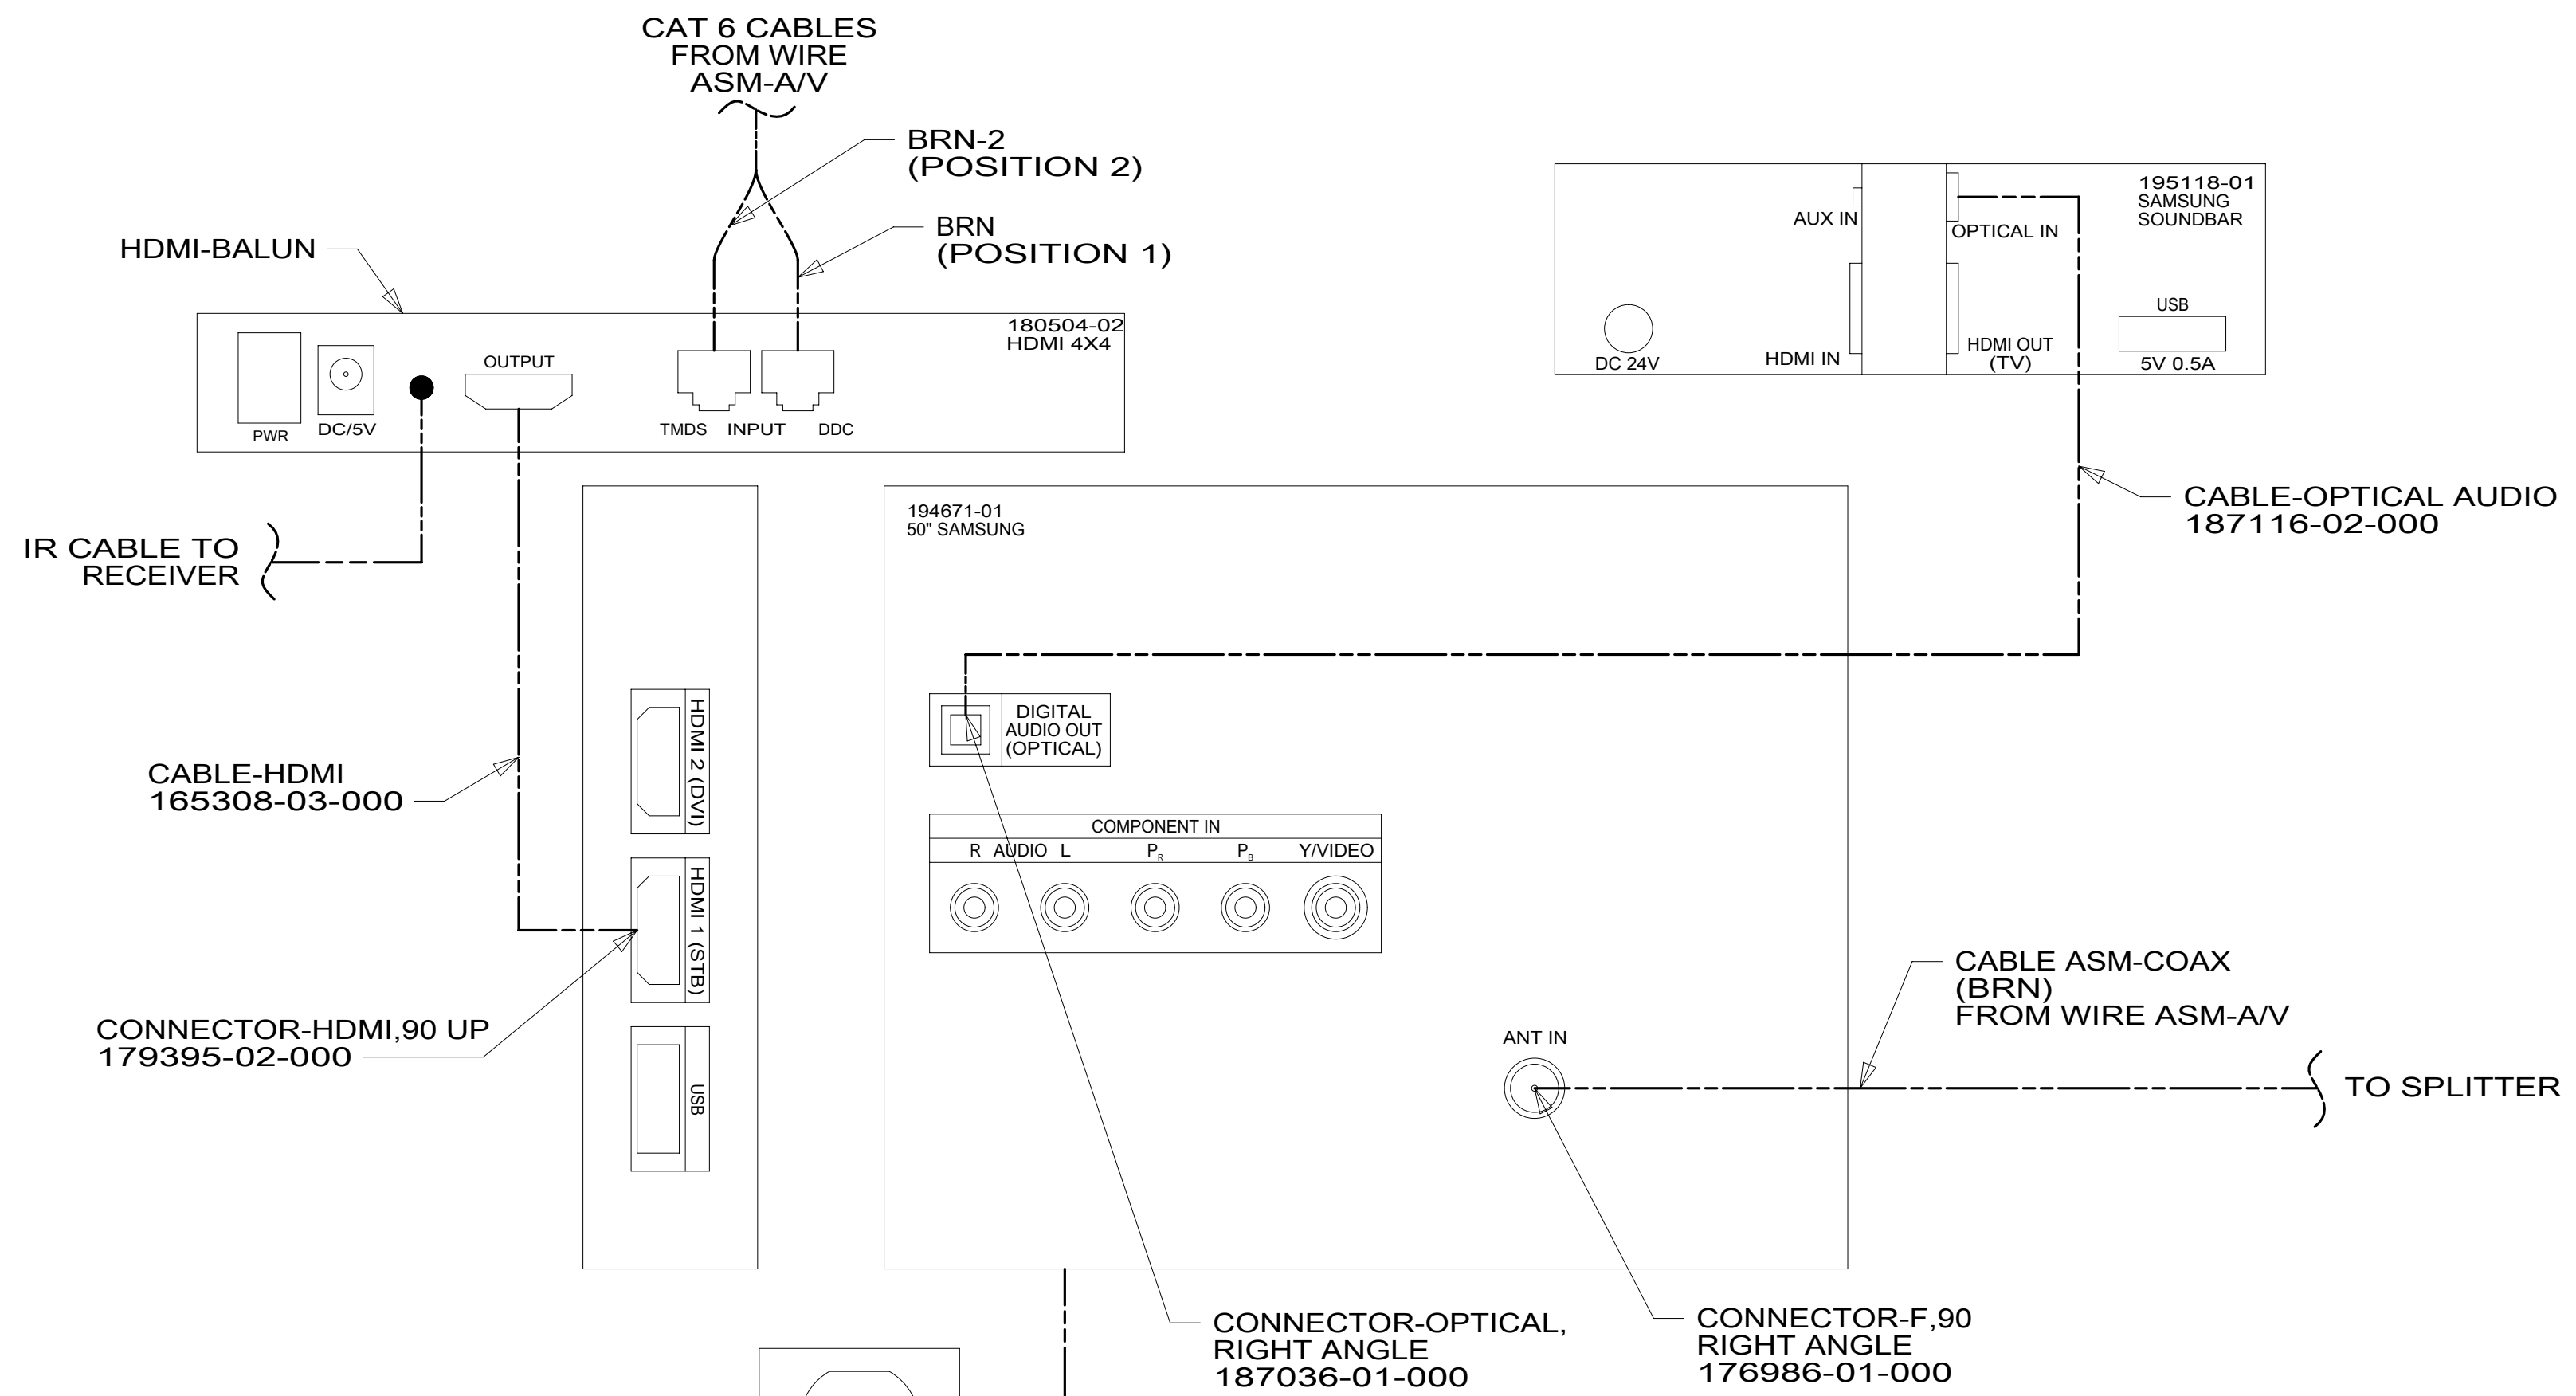 CAT 6 CABLES
FROM WIRE
ASM-A/V
BRN-2
(POSITION 2)
BRN
(POSITION 1)
HDMI-BALUN
180504-02
HDMI 4X4
OUTPUT
PWR
DC/5V
TMDS INPUT DDC
195118-01
SAMSUNG
SOUNDBAR
AUX IN
OPTICAL IN
USB
DC 24V
HDMI IN
HDMI OUT
(TV)
5V 0.5A
CABLE-OPTICAL AUDIO
187116-02-000
IR CABLE TO
RECEIVER
194671-01
50" SAMSUNG
HDMI 2 (DVI)
DIGITAL
AUDIO OUT
(OPTICAL)
CABLE-HDMI
165308-03-000
COMPONENT IN
R AUDIO L PR PB Y/VIDEO
HDMI 1 (STB)
CONNECTOR-HDMI,90 UP
179395-02-000
USB
CABLE ASM-COAX
(BRN)
FROM WIRE ASM-A/V
ANT IN
TO SPLITTER
CONNECTOR-OPTICAL,
RIGHT ANGLE
187036-01-000
CONNECTOR-F,90
RIGHT ANGLE
176986-01-000